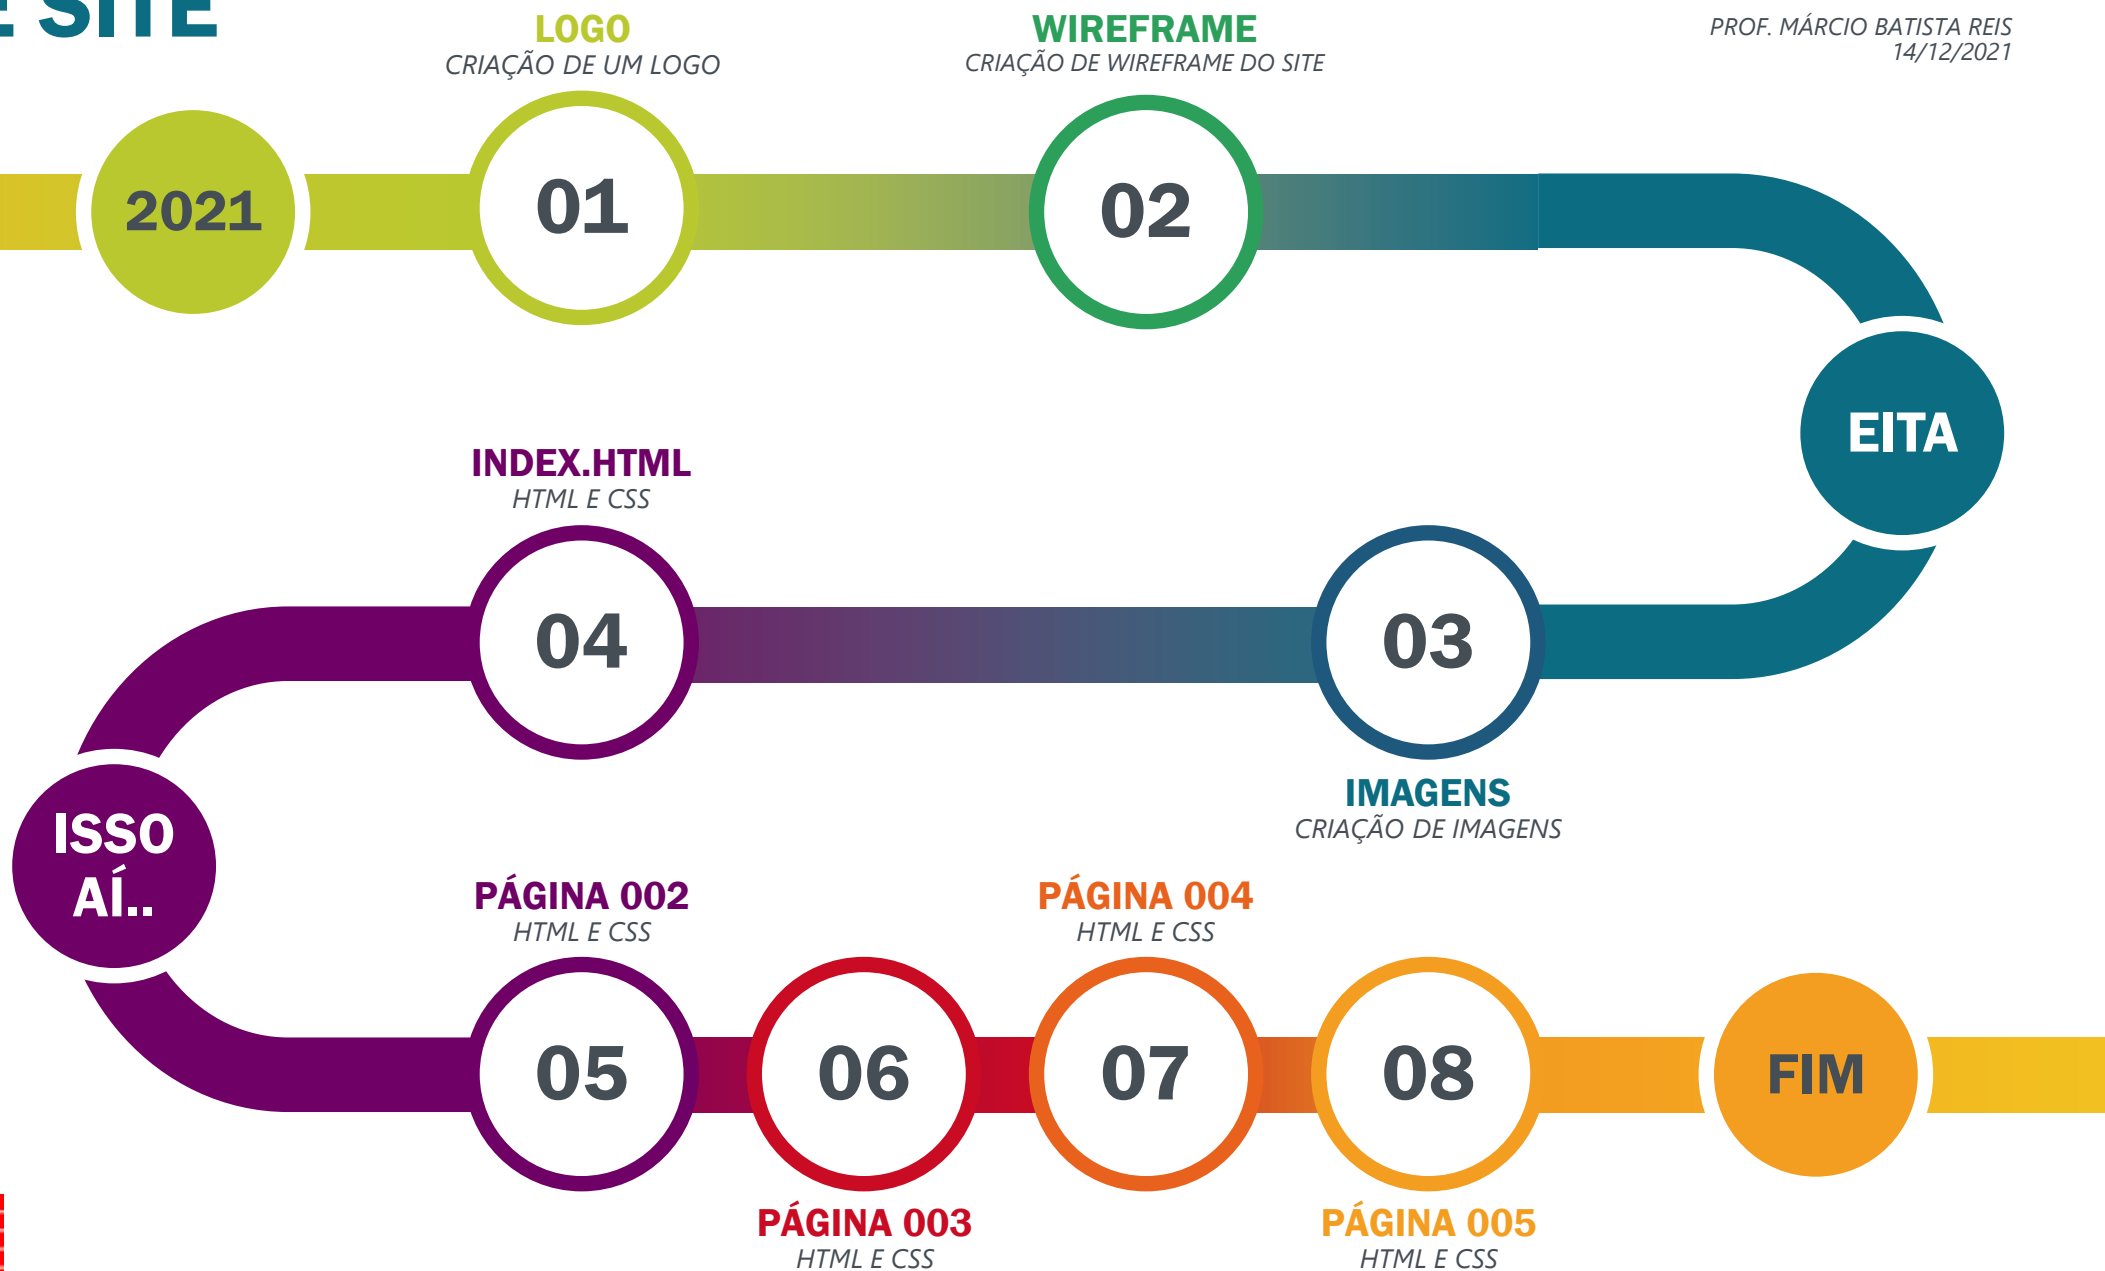 E SITE
PROF. MÁRCIO BATISTA REIS
14/12/2021
LOGO
CRIAÇÃO DE UM LOGO
WIREFRAME
CRIAÇÃO DE WIREFRAME DO SITE
2021
01
02
EITA
INDEX.HTML
HTML E CSS
04
03
IMAGENS
CRIAÇÃO DE IMAGENS
ISSO
AÍ..
PÁGINA 002
HTML E CSS
PÁGINA 004
HTML E CSS
05
06
07
08
FIM
PÁGINA 003
HTML E CSS
PÁGINA 005
HTML E CSS